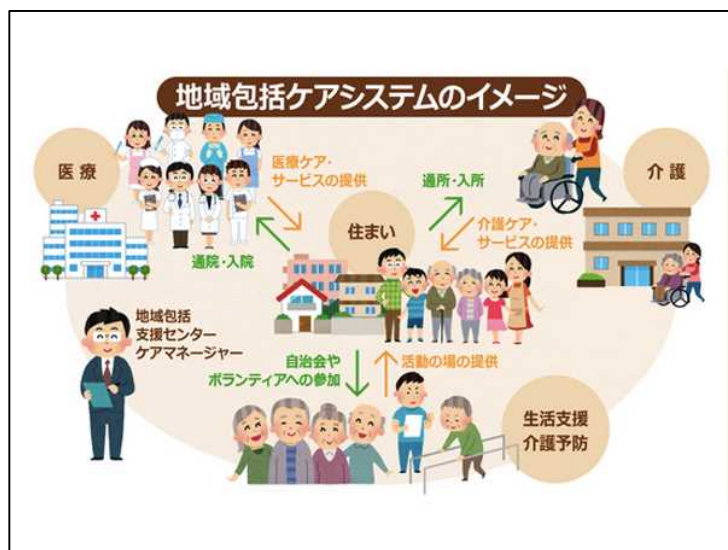 地域包括ケアシステムのイメージ
医療
医療ケア・
サービスの提供
通院・入院
住まい
通所・入所
介護ケア・
サービスの提供
介護
地域包括
支援センター
ケアマネージャー
自治会や
ボランティアへの参加
活動の場の提供
生活支援
介護予防